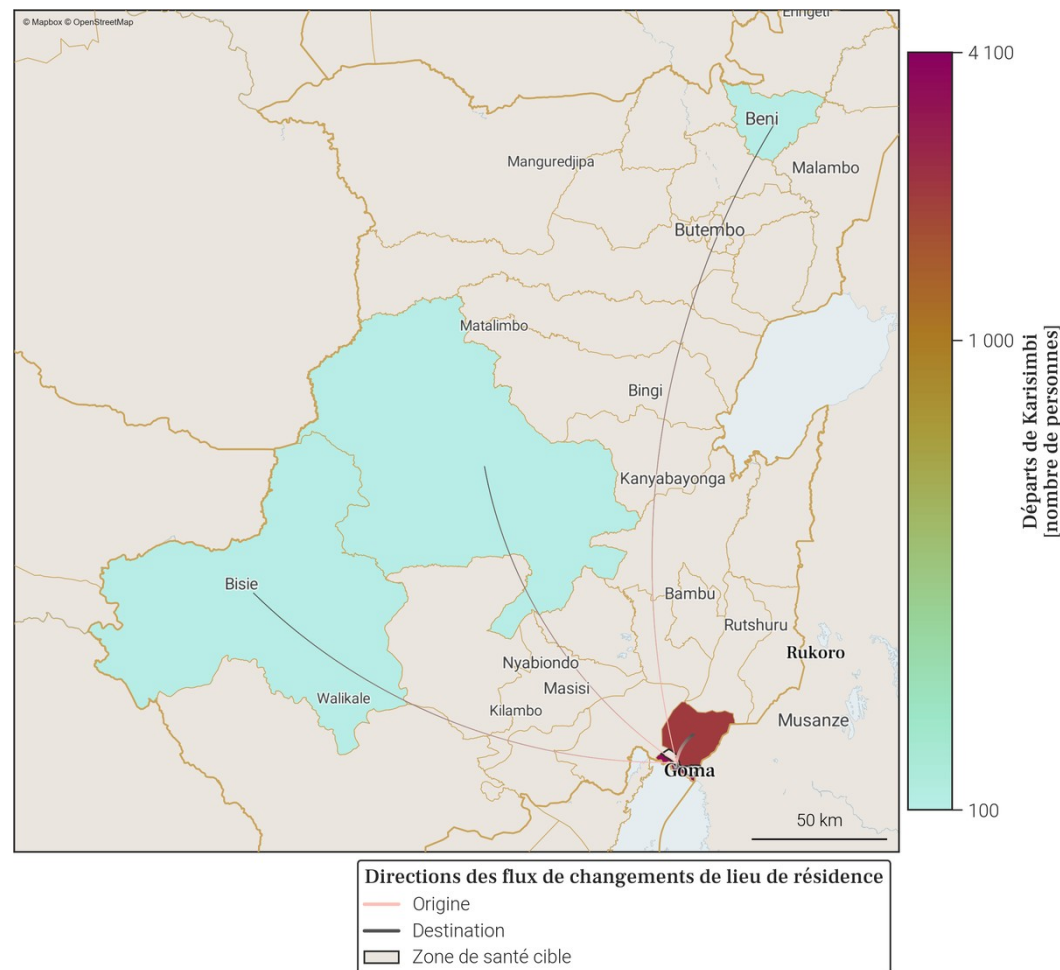 © Mapbox © OpenStreetMap
Eringeti
Beni
Manguredjipa
Malambo
Butembo
Matalimbo
Bingi
Kanyabayonga
Bisie
Bambu
Rutshuru
Rukoro
Nyabiondo
Masisi
Walikale
Kilambo
Musanze
Goma
50 km
4 100
1 000
100
Départs de Karisimbi
[nombre de personnes]
Directions des flux de changements de lieu de résidence
Origine
Destination
Zone de santé cible